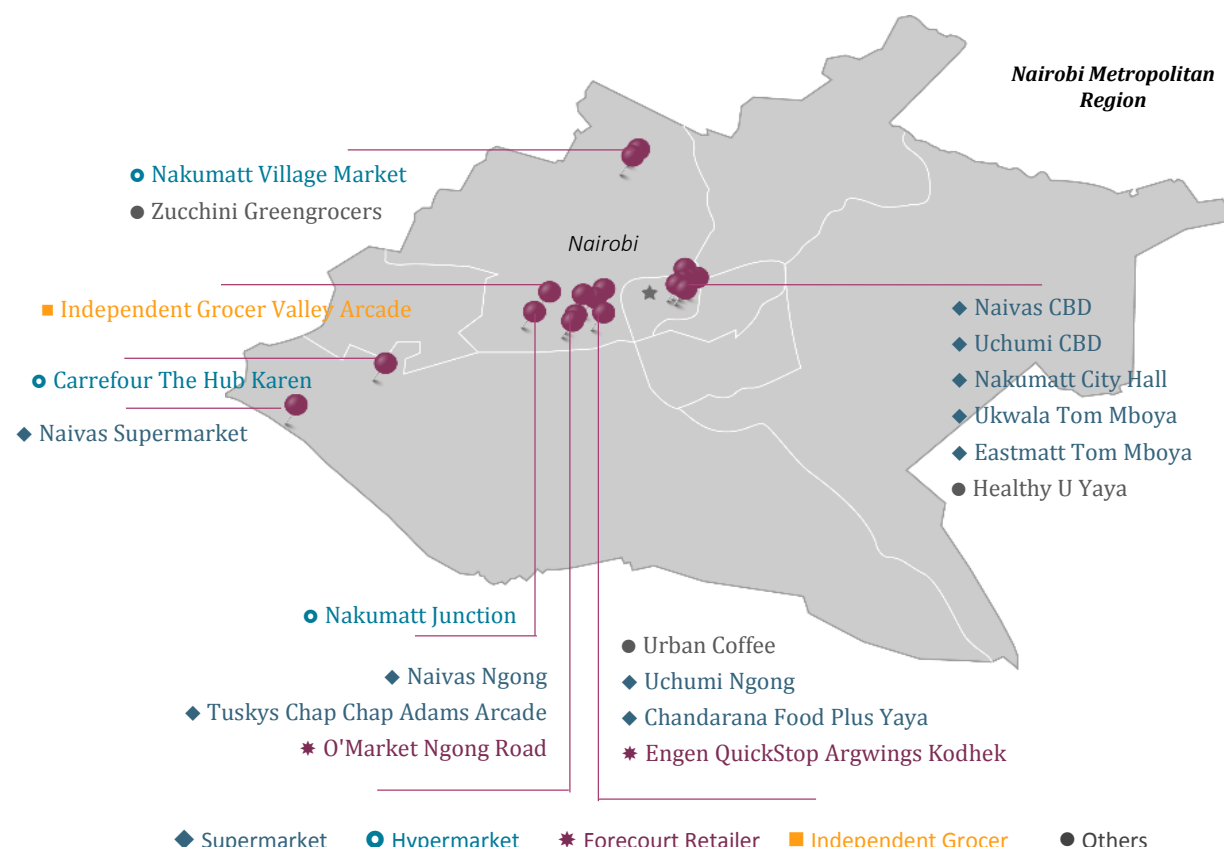 Nairobi Metropolitan
Region
Nakumatt Village Market
Zucchini Greengrocers
Nairobi
Independent Grocer Valley Arcade
Carrefour The Hub Karen
Naivas Supermarket
Naivas CBD
Uchumi CBD
Nakumatt City Hall
Ukwala Tom Mboya
Eastmatt Tom Mboya
Healthy U Yaya
Nakumatt Junction
Naivas Ngong
Tuskys Chap Chap Adams Arcade
O'Market Ngong Road
Urban Coffee
Uchumi Ngong
Chandarana Food Plus Yaya
Engen QuickStop Argwings Kodhek
Supermarket Hypermarket Forecourt Retailer Independent Grocer Others